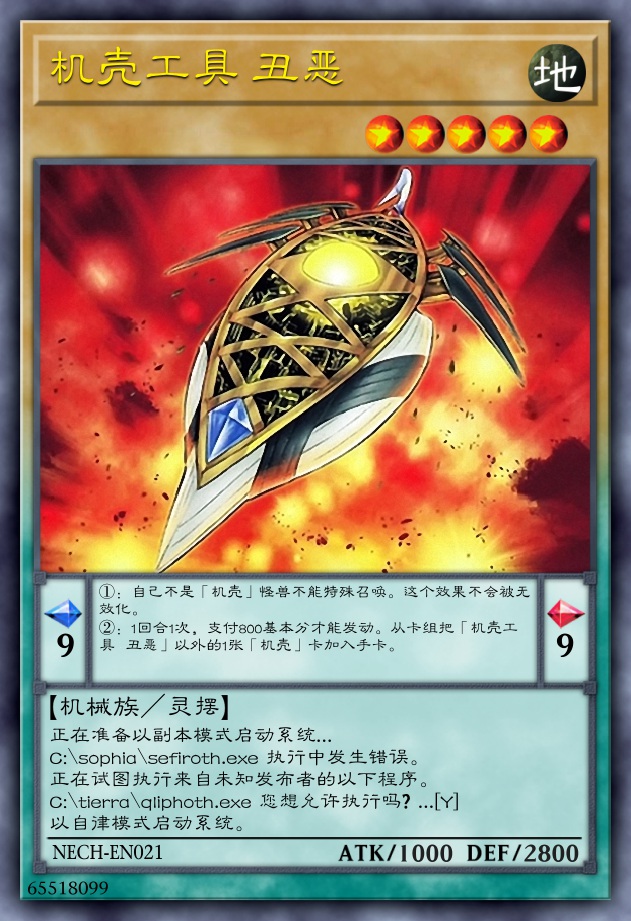 机壳工具 丑恶
地
①：自己不是「机壳」怪兽不能特殊召唤。这个效果不会被无
效化。
②：1回合1次，支付800基本分才能发动。从卡组把「机壳工
具 丑恶」以外的1张「机壳」卡加入手卡。
9
9
【机械族／灵摆】
正在准备以副本模式启动系统...
C:\sophia\sefiroth.exe 执行中发生错误。
正在试图执行来自未知发布者的以下程序。
C:\tierra\qliphoth.exe 您想允许执行吗? ...[Y]
以自律模式启动系统。
NECH-EN021
ATK/1000 DEF/2800
65518099